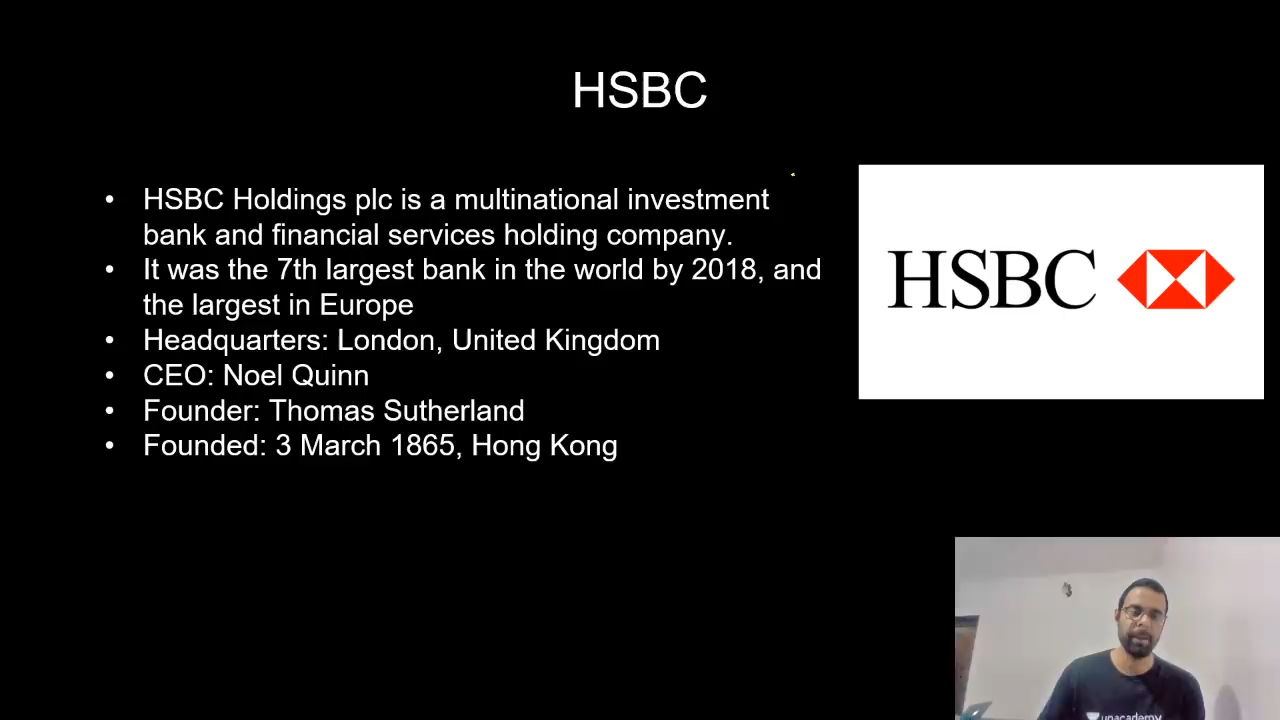 HSBC
• HSBC Holdings plc is a multinational investment
bank and financial services holding company.
• It was the 7th largest bank in the world by 2018, and
the largest in Europe
• Headquarters: London, United Kingdom
• CEO: Noel Quinn
• Founder: Thomas Sutherland
• Founded: 3 March 1865, Hong Kong
HSBC
unacademy